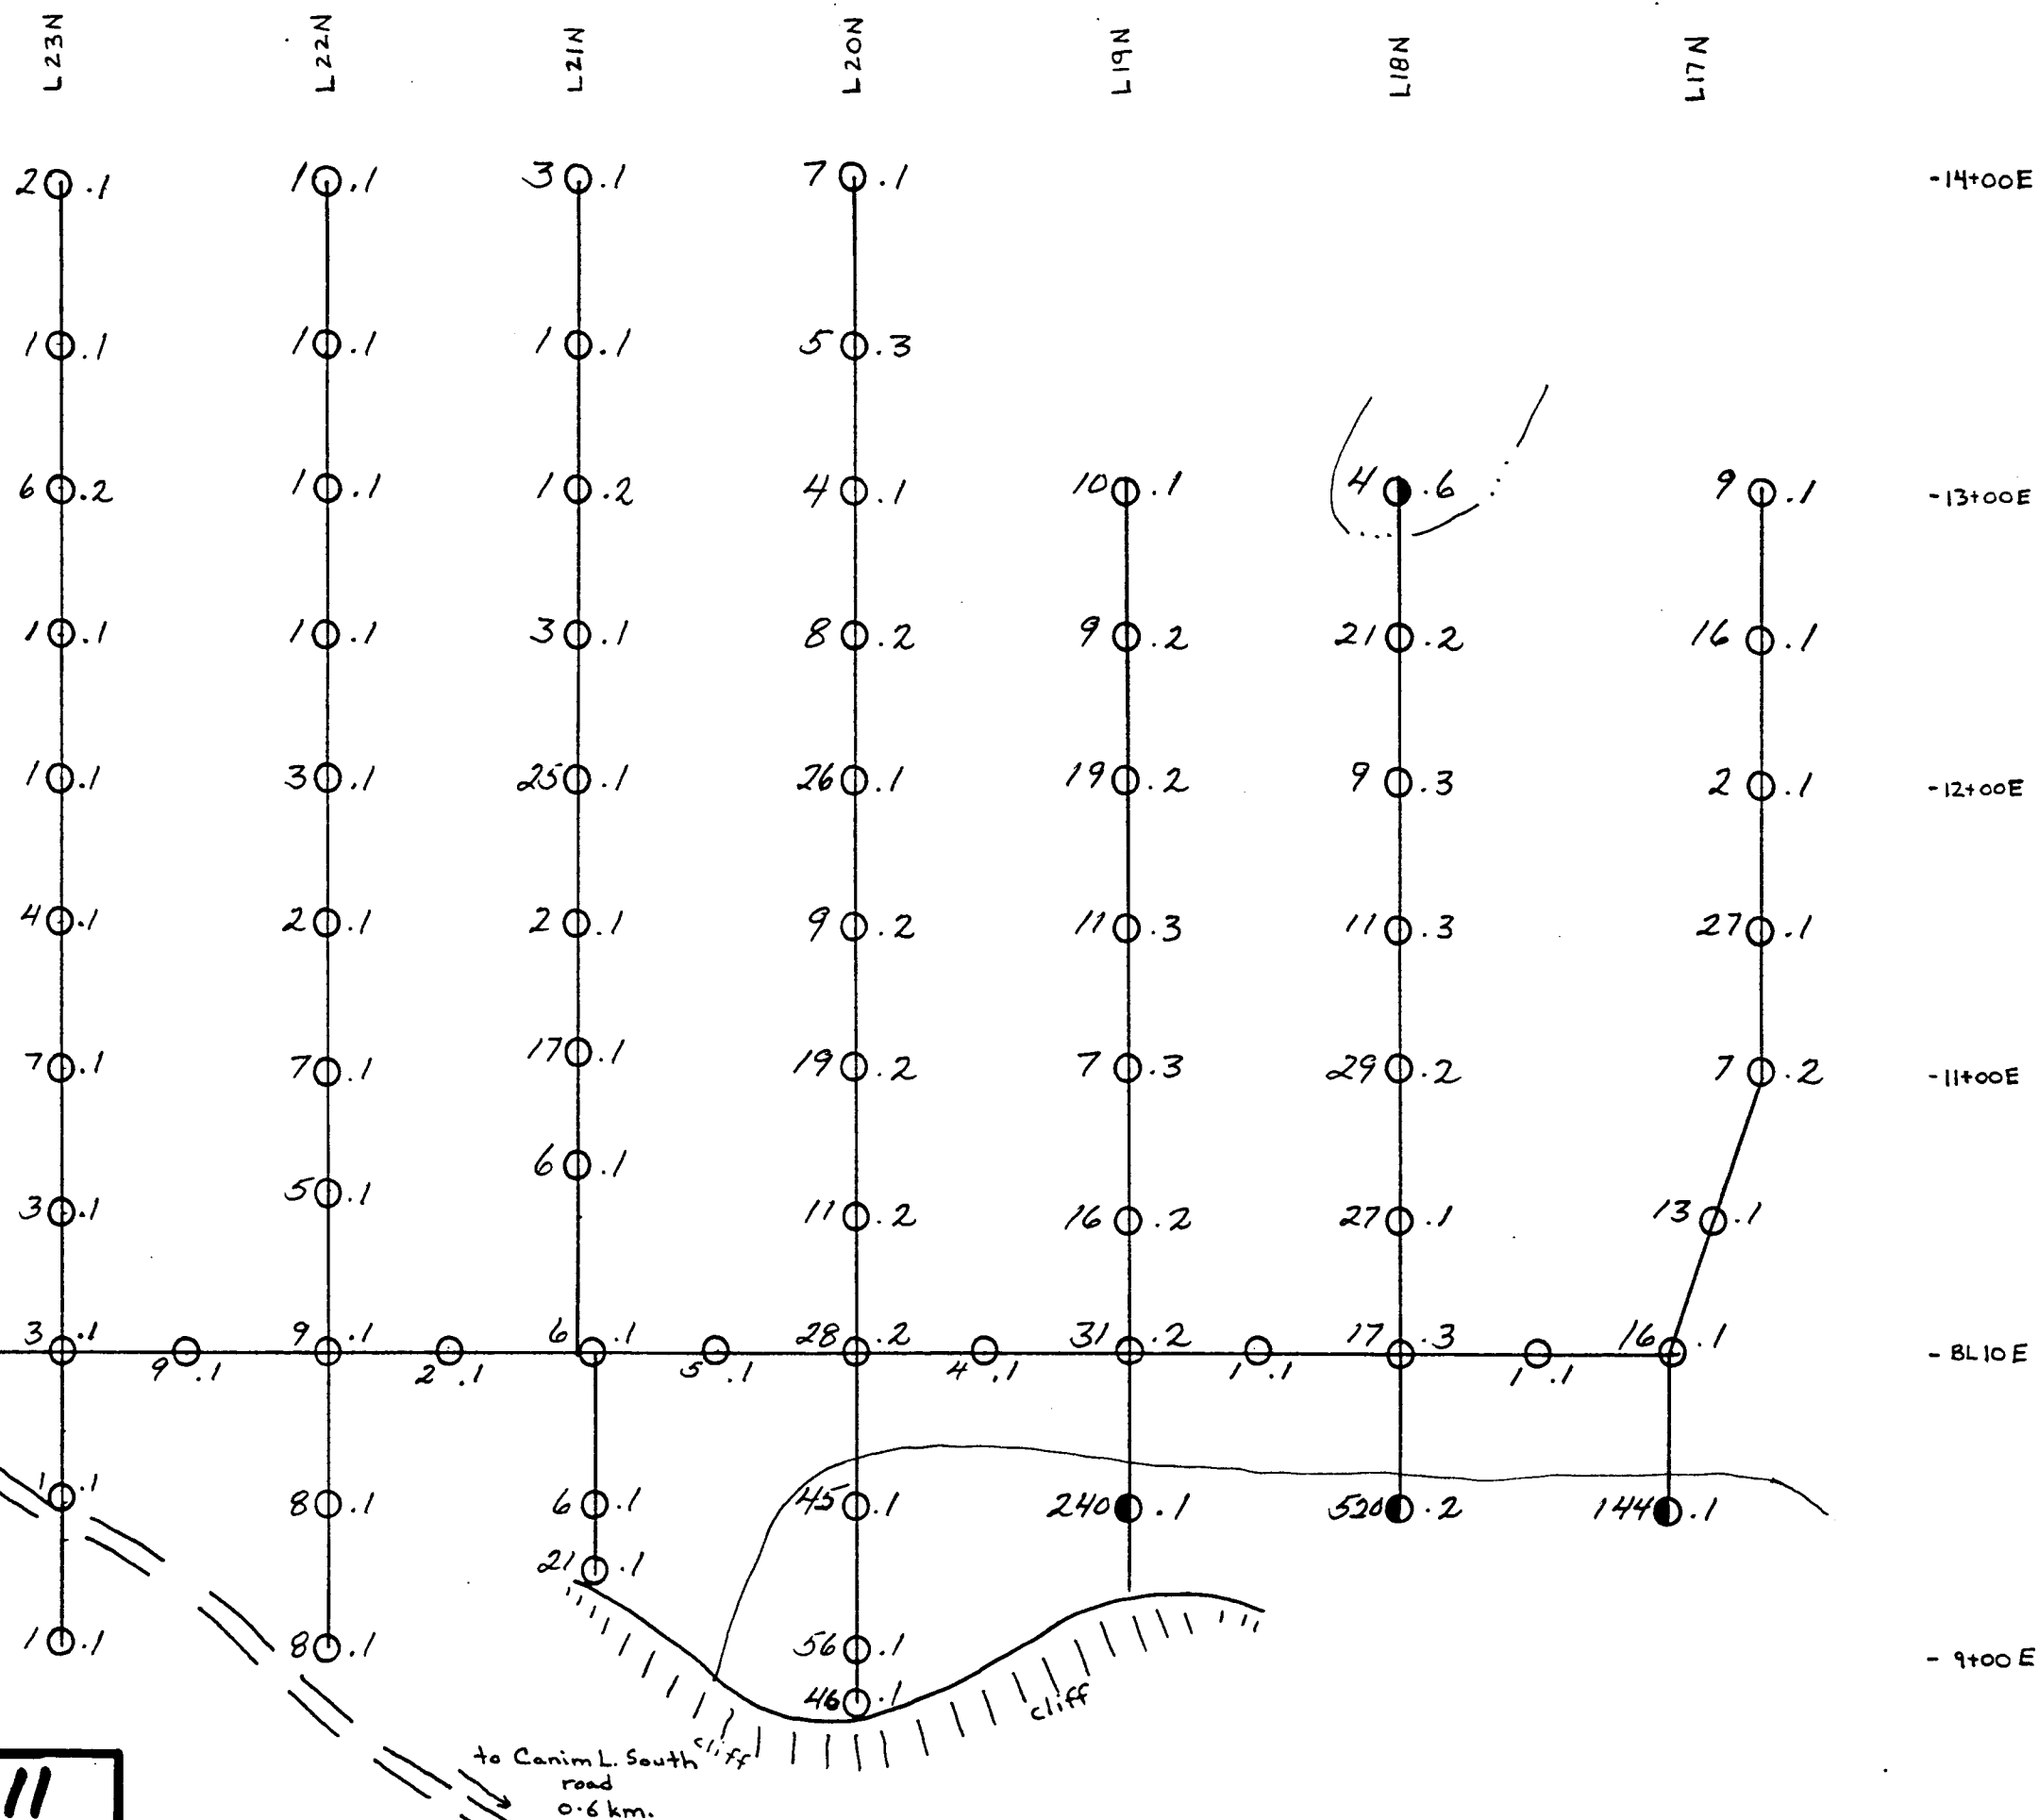 L23N L22N L21N L20N L19N L18N L17N
2 .1 1 .1 3 .1 7 .1 -14+00E
1 .1 1 .1 1 .1 5 .3
6 .2 1 .1 1 .2 4 .1 10 .1 4 .6 9 .1 -13+00E
1 .1 1 .1 3 .1 8 .2 9 .2 21 .2 16 .1
1 .1 3 .1 25 .1 26 .1 19 .2 9 .3 2 .1 -12+00E
4 .1 2 .1 2 .1 9 .2 11 .3 11 .3 27 .1
7 .1 7 .1 17 .1 19 .2 7 .3 29 .2 7 .2 -11+00E
3 .1 5 .1 6 .1 11 .2 16 .2 27 .1 13 .1
3 .1 9 .1 6 .1 28 .2 31 .2 17 .3 16 .1 - BL10E
9 .1 2 .1 5 .1 4 .1 1 .1 1 .1
1 .1 8 .1 6 .1 45 .1 240 .1 520 .2 144 .1
21 .1
1 .1 8 .1 56 .1 - 9+00E
46 .1
cliff
cliff
to Canim L. South
road
0.6 km.
11